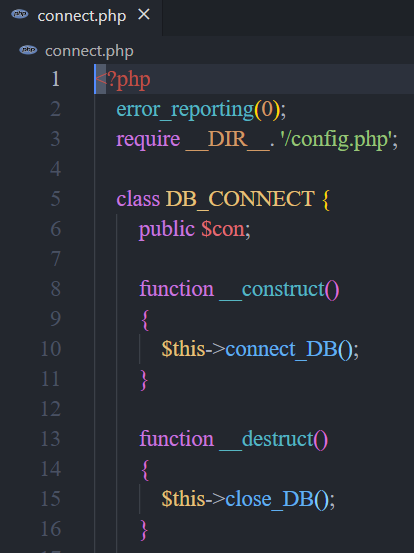 connect.php ×
connect.php
1 <?php
2 error_reporting(0);
3 require __DIR__. '/config.php';
4
5 class DB_CONNECT {
6 public $con;
7
8 function __construct()
9 {
10 $this->connect_DB();
11 }
12
13 function __destruct()
14 {
15 $this->close_DB();
16 }